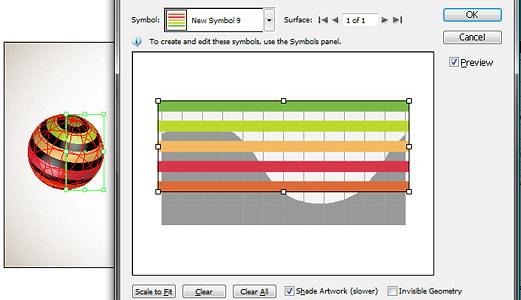 Symbol: New Symbol 9 Surface: 1 of 1
OK
To create and edit these symbols, use the Symbols panel.
Cancel
Preview
Scale to Fit Clear Clear All Shade Artwork (slower) Invisible Geometry